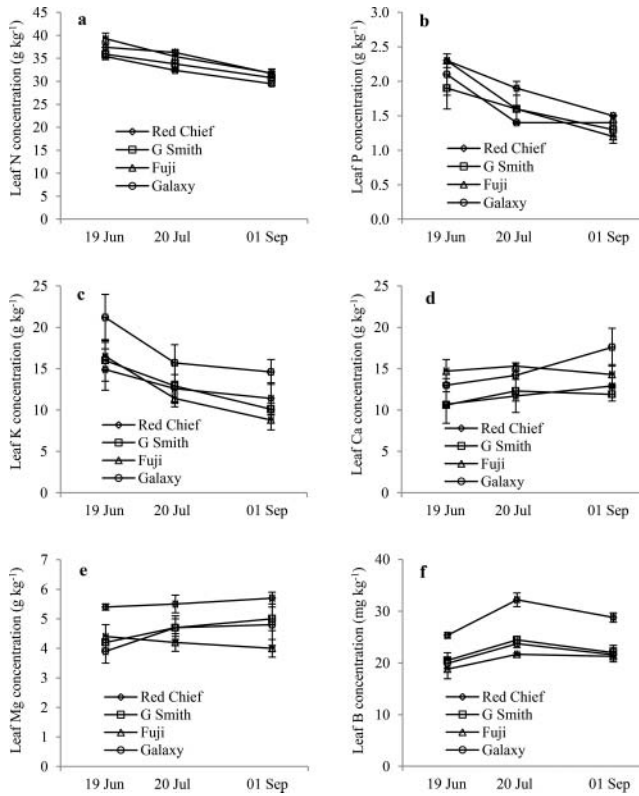 a
Leaf N concentration (g kg-1)
45
40
35
30
25
20
15
10
5
0
Red Chief
G Smith
Fuji
Galaxy
19 Jun 20 Jul 01 Sep
b
Leaf P concentration (g kg-1)
3.0
2.5
2.0
1.5
1.0
0.5
0.0
Red Chief
G Smith
Fuji
Galaxy
19 Jun 20 Jul 01 Sep
c
Leaf K concentration (g kg-1)
25
20
15
10
5
0
Red Chief
G Smith
Fuji
Galaxy
19 Jun 20 Jul 01 Sep
d
Leaf Ca concentration (g kg-1)
25
20
15
10
5
0
Red Chief
G Smith
Fuji
Galaxy
19 Jun 20 Jul 01 Sep
e
Leaf Mg concentration (g kg-1)
7
6
5
4
3
2
1
0
Red Chief
G Smith
Fuji
Galaxy
19 Jun 20 Jul 01 Sep
f
Leaf B concentration (mg kg-1)
40
30
20
10
0
Red Chief
G Smith
Fuji
Galaxy
19 Jun 20 Jul 01 Sep